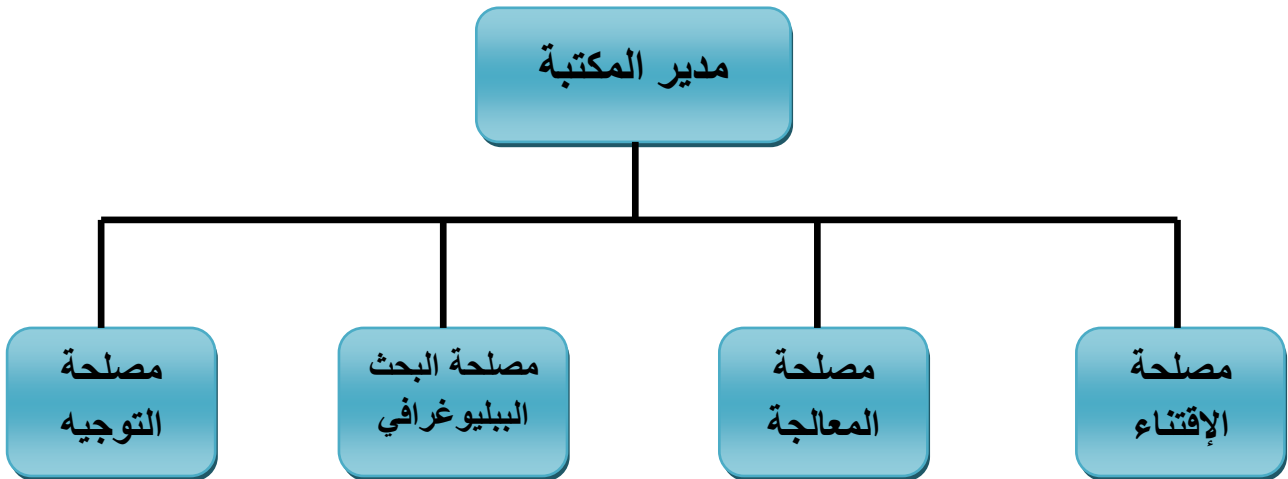 مدير المكتبة
مصلحة
الإقتناء
مصلحة
المعالجة
مصلحة البحث
الببليوغرافي
مصلحة
التوجيه